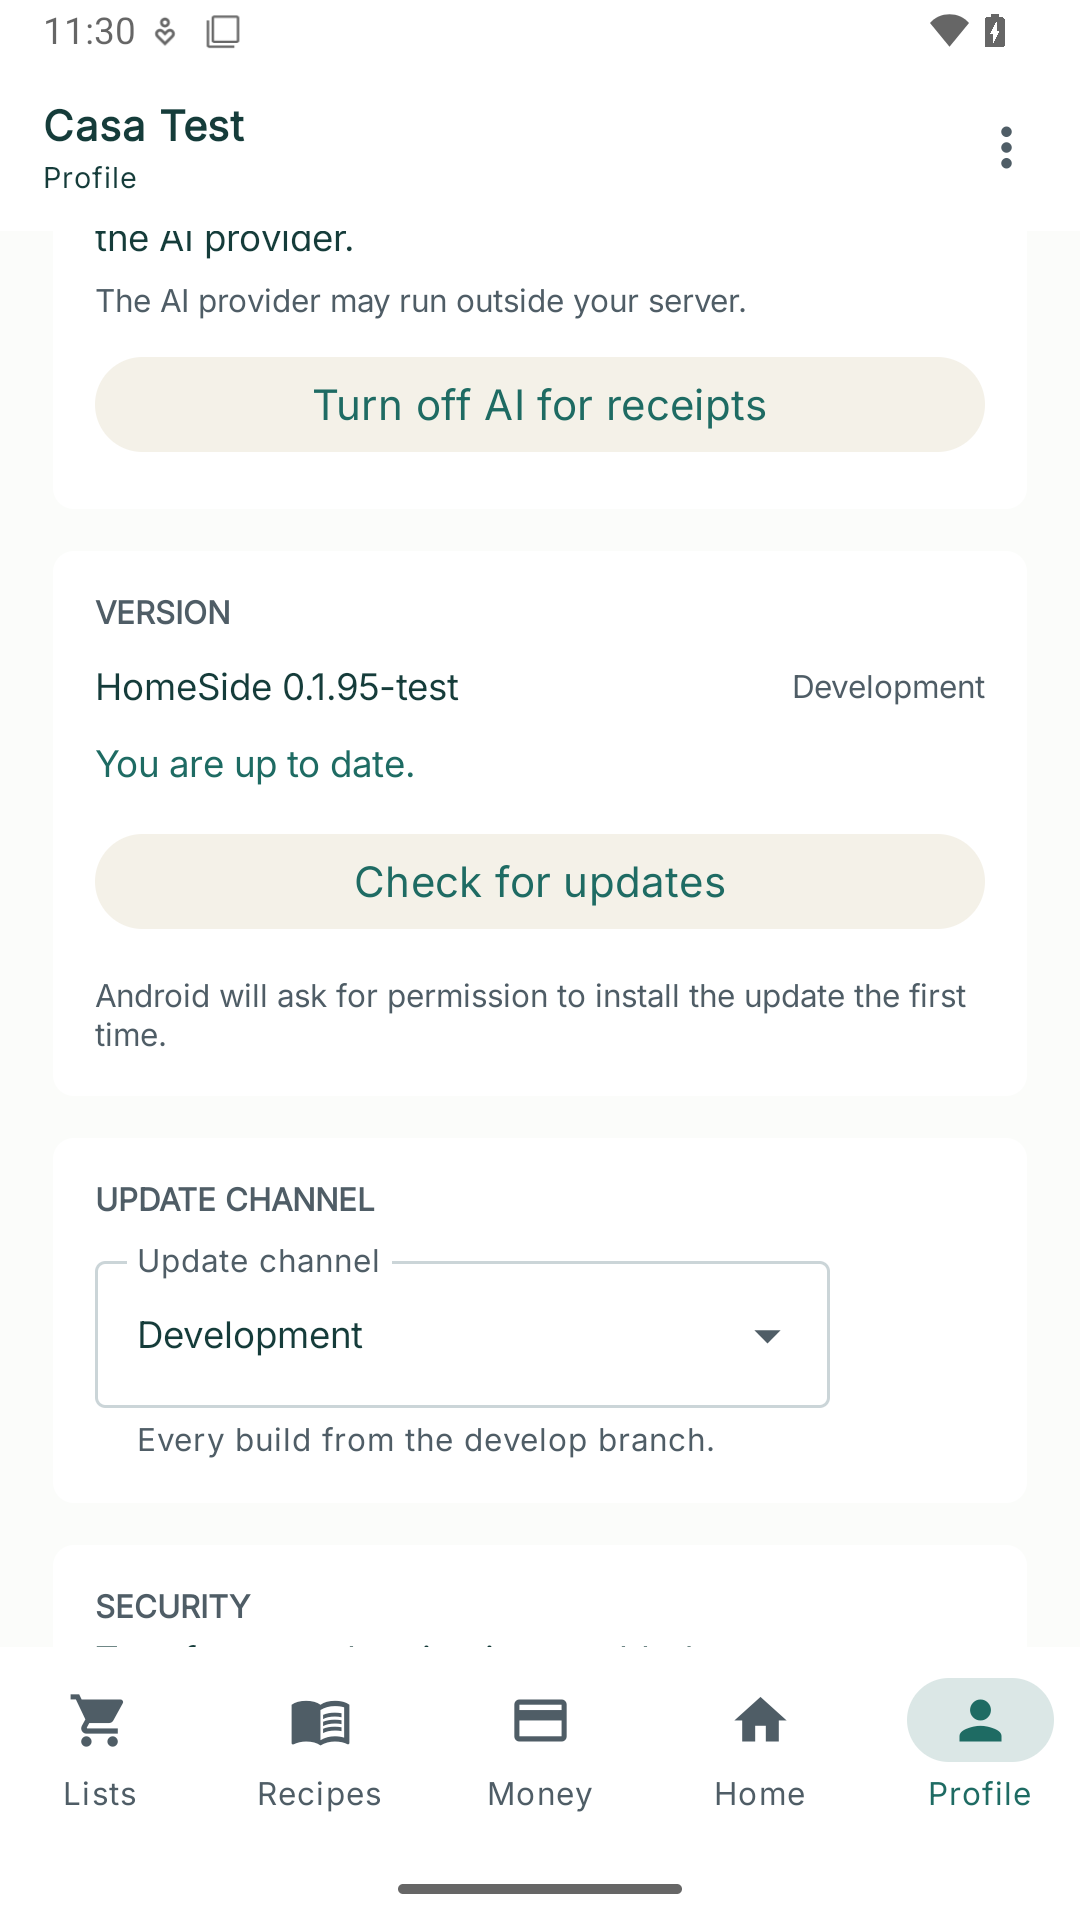 11:30
Casa Test
Profile
the AI provider.
The AI provider may run outside your server.
Turn off AI for receipts
VERSION
HomeSide 0.1.95-test
Development
You are up to date.
Check for updates
Android will ask for permission to install the update the first
time.
UPDATE CHANNEL
Update channel
Development
Every build from the develop branch.
SECURITY
Lists
Recipes
Money
Home
Profile